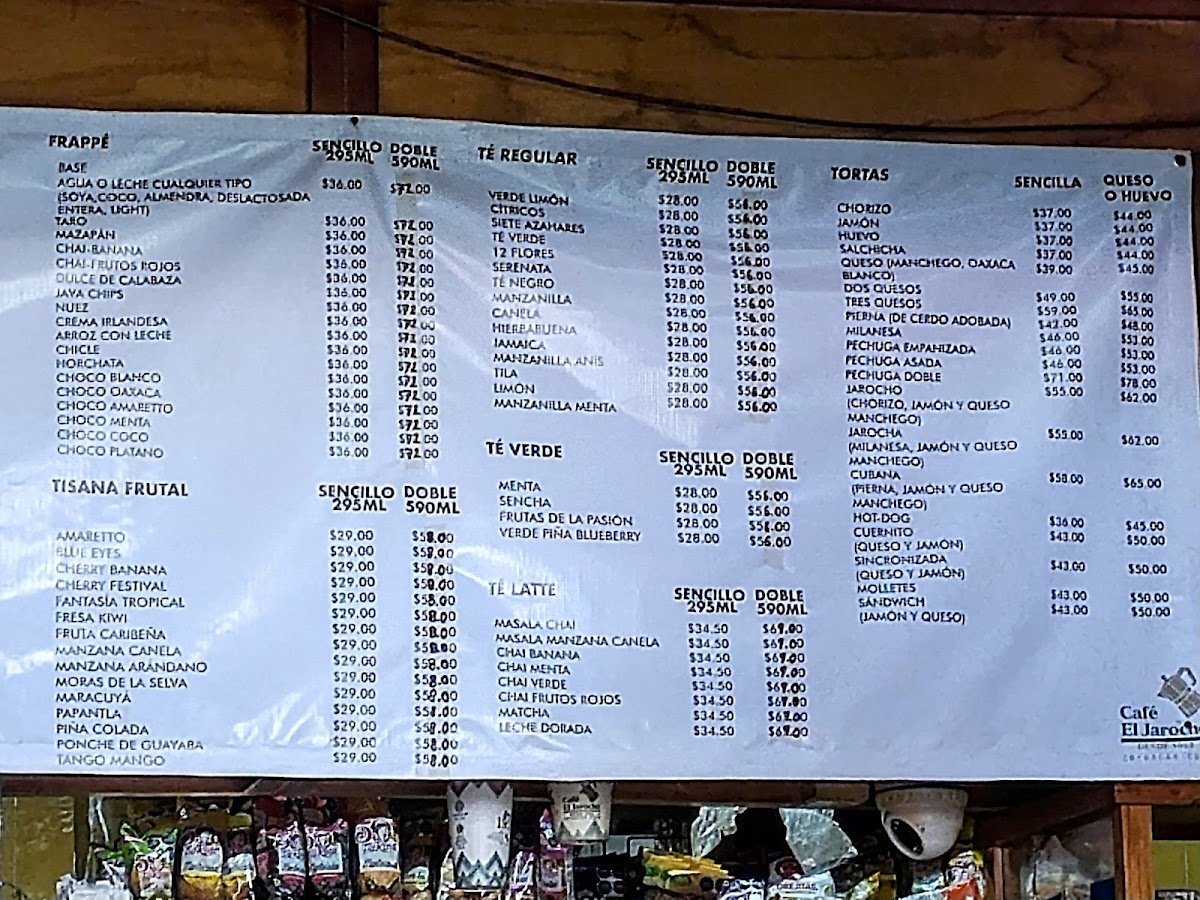 FRAPPÉ SENCILLO 295ML DOBLE 590ML
BASE
AGUA O LECHE CUALQUIER TIPO $36.00 $72.00
(SOYA,COCO, ALMENDRA, DESLACTOSADA
ENTERA, LIGHT)
TARO $36.00 $72.00
MAZAPÁN $36.00 $72.00
CHAI-BANANA $36.00 $72.00
CHAI-FRUTOS ROJOS $36.00 $72.00
DULCE DE CALABAZA $36.00 $72.00
JAVA CHIPS $36.00 $72.00
NUEZ $36.00 $72.00
CREMA IRLANDESA $36.00 $72.00
ARROZ CON LECHE $36.00 $72.00
CHICLE $36.00 $72.00
HORCHATA $36.00 $72.00
CHOCO BLANCO $36.00 $72.00
CHOCO OAXACA $36.00 $72.00
CHOCO AMARETTO $36.00 $72.00
CHOCO MENTA $36.00 $72.00
CHOCO COCO $36.00 $72.00
CHOCO PLATANO $36.00 $72.00
TISANA FRUTAL SENCILLO 295ML DOBLE 590ML
AMARETTO $29.00 $58.00
BLUE EYES $29.00 $58.00
CHERRY BANANA $29.00 $58.00
CHERRY FESTIVAL $29.00 $58.00
FANTASÍA TROPICAL $29.00 $58.00
FRESA KIWI $29.00 $58.00
FRUTA CARIBEÑA $29.00 $58.00
MANZANA CANELA $29.00 $58.00
MANZANA ARÁNDANO $29.00 $58.00
MORAS DE LA SELVA $29.00 $58.00
MARACUYÁ $29.00 $58.00
PAPANTLA $29.00 $58.00
PIÑA COLADA $29.00 $58.00
PONCHE DE GUAYABA $29.00 $58.00
TANGO MANGO $29.00 $58.00
TÉ REGULAR SENCILLO 295ML DOBLE 590ML
VERDE LIMÓN $28.00 $56.00
CÍTRICOS $28.00 $56.00
SIETE AZAHARES $28.00 $56.00
TÉ VERDE $28.00 $56.00
12 FLORES $28.00 $56.00
SERENATA $28.00 $56.00
TÉ NEGRO $28.00 $56.00
MANZANILLA $28.00 $56.00
CANELA $28.00 $56.00
HIERBABUENA $28.00 $56.00
JAMAICA $28.00 $56.00
MANZANILLA ANÍS $28.00 $56.00
TILA $28.00 $56.00
LIMÓN $28.00 $56.00
MANZANILLA MENTA $28.00 $56.00
TÉ VERDE SENCILLO 295ML DOBLE 590ML
MENTA $28.00 $56.00
SENCHA $28.00 $56.00
FRUTAS DE LA PASIÓN $28.00 $56.00
VERDE PIÑA BLUEBERRY $28.00 $56.00
TÉ LATTE SENCILLO 295ML DOBLE 590ML
MASALA CHAI $34.50 $69.00
MASALA MANZANA CANELA $34.50 $69.00
CHAI BANANA $34.50 $69.00
CHAI MENTA $34.50 $69.00
CHAI VERDE $34.50 $69.00
CHAI FRUTOS ROJOS $34.50 $69.00
MATCHA $34.50 $69.00
LECHE DORADA $34.50 $69.00
TORTAS SENCILLA QUESO O HUEVO
CHORIZO $37.00 $44.00
JAMÓN $37.00 $44.00
HUEVO $37.00 $44.00
SALCHICHA $37.00 $44.00
QUESO (MANCHEGO, OAXACA $39.00 $45.00
BLANCO)
DOS QUESOS $49.00 $55.00
TRES QUESOS $59.00 $65.00
PIERNA (DE CERDO ADOBADA) $42.00 $48.00
MILANESA $46.00 $53.00
PECHUGA EMPANIZADA $46.00 $53.00
PECHUGA ASADA $46.00 $53.00
PECHUGA DOBLE $71.00 $78.00
JAROCHO $55.00 $62.00
(CHORIZO, JAMÓN Y QUESO
MANCHEGO)
JAROCHA $55.00 $62.00
(MILANESA, JAMÓN Y QUESO
MANCHEGO)
CUBANA $58.00 $65.00
(PIERNA, JAMÓN Y QUESO
MANCHEGO)
HOT-DOG $36.00 $45.00
CUERNITO $43.00 $50.00
(QUESO Y JAMÓN)
SINCRONIZADA $43.00 $50.00
(QUESO Y JAMÓN)
MOLLETES $43.00 $50.00
SÁNDWICH $43.00 $50.00
(JAMÓN Y QUESO)
Café
El Jarocho
Café
El Jarocho